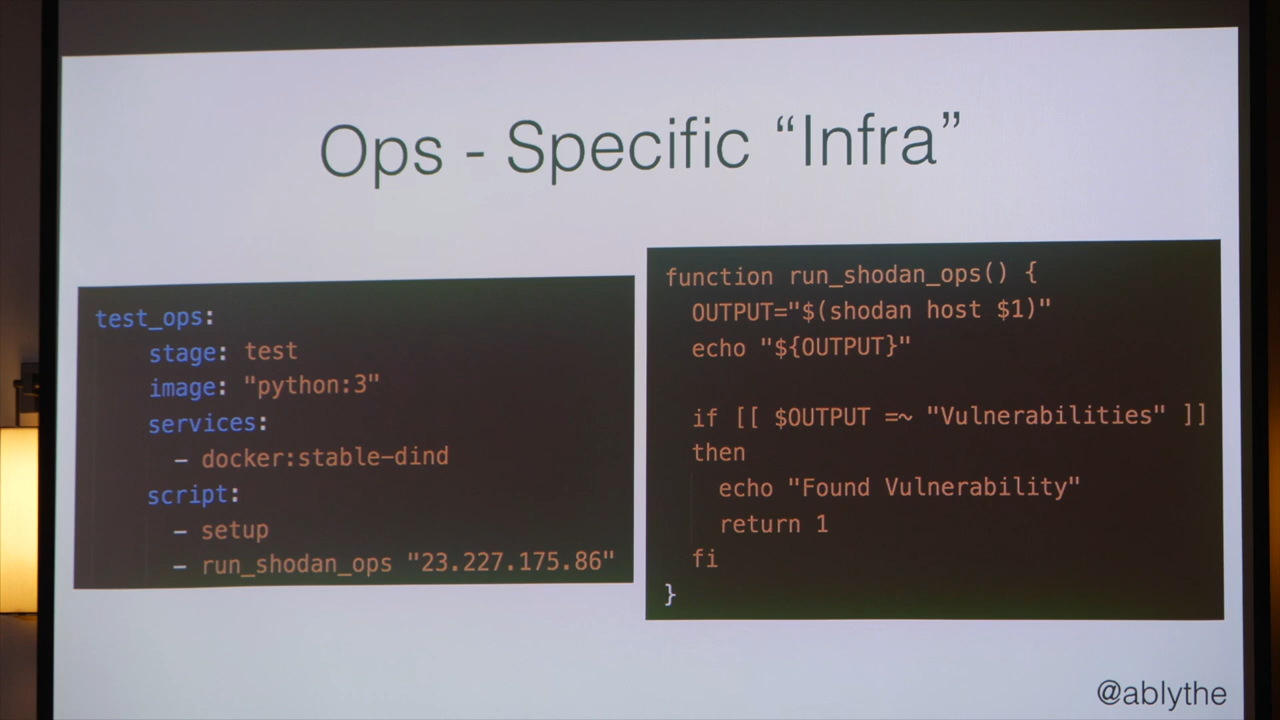 Ops - Specific “Infra”
test_ops:
stage: test
image: "python:3"
services:
- docker:stable-dind
script:
- setup
- run_shodan_ops "23.227.175.86"
function run_shodan_ops() {
OUTPUT="$(shodan host $1)"
echo "${OUTPUT}"
if [[ $OUTPUT =~ "Vulnerabilities" ]]
then
echo "Found Vulnerability"
return 1
fi
}
@ablythe